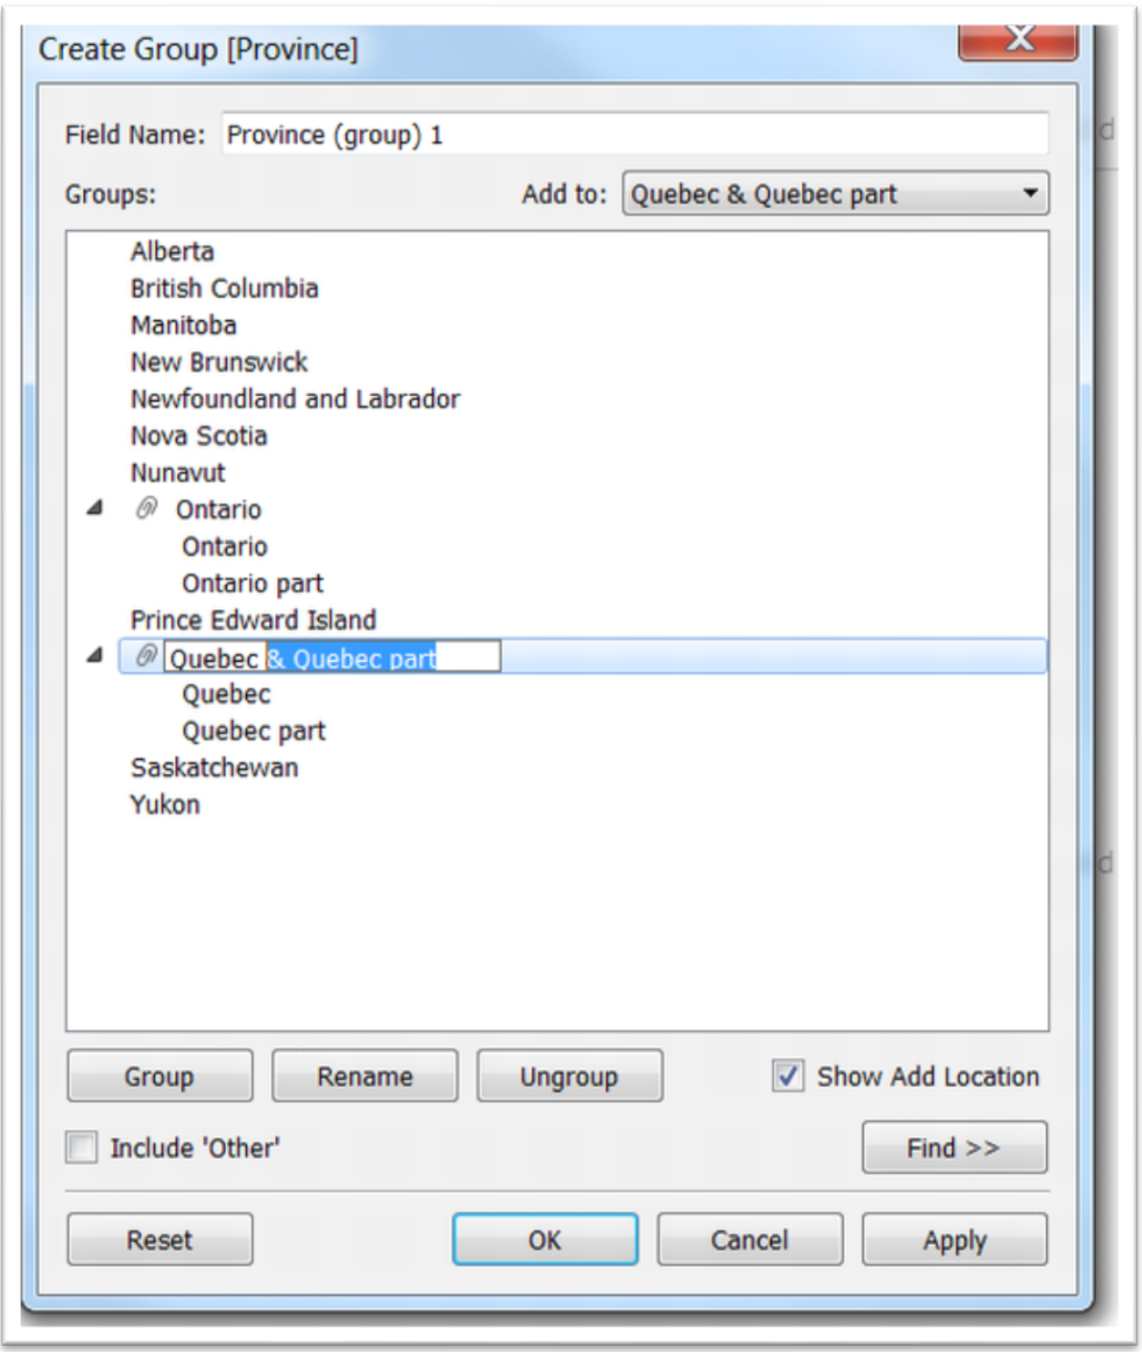 Create Group [Province]
d
Field Name: Province (group) 1
Groups: Add to: Quebec & Quebec part
Alberta
British Columbia
Manitoba
New Brunswick
Newfoundland and Labrador
Nova Scotia
Nunavut
Ontario
Ontario
Ontario part
Prince Edward Island
Quebec & Quebec part
Quebec
Quebec part
Saskatchewan
Yukon
d
Group Rename Ungroup Show Add Location
Include 'Other' Find >>
Reset OK Cancel Apply